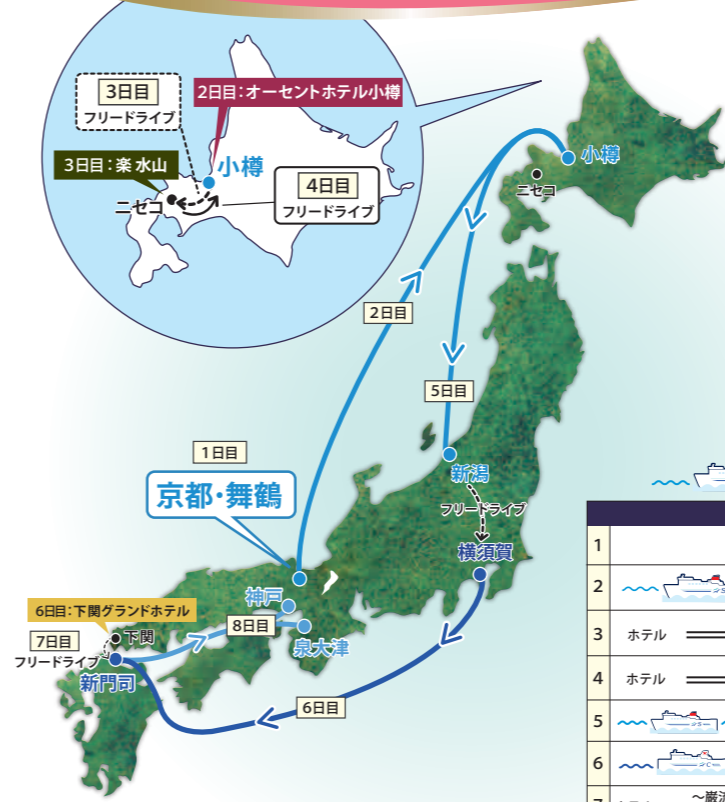 3日目
フリードライブ
2日目：オーセントホテル小樽
3日目：楽 水山
小樽
ニセコ
4日目
フリードライブ
小樽
ニセコ
2日目
5日目
1日目
京都・舞鶴
新潟
フリードライブ
横須賀
神戸
6日目：下関グランドホテル
8日目
泉大津
7日目
下関
フリードライブ
新門司
6日目
1
2
3 ホテル
4 ホテル
5
6